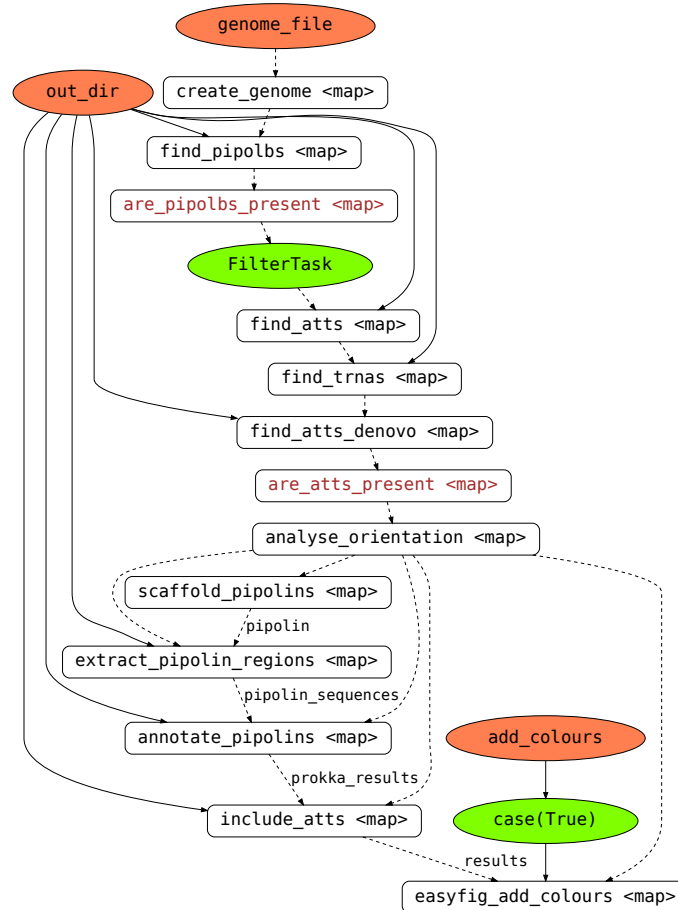 genome_file
out_dir
create_genome <map>
find_pipolbs <map>
are_pipolbs_present <map>
FilterTask
find_atts <map>
find_trnas <map>
find_atts_denovo <map>
are_atts_present <map>
analyse_orientation <map>
scaffold_pipolins <map>
pipolin
extract_pipolin_regions <map>
pipolin_sequences
annotate_pipolins <map>
add_colours
prokka_results
include_atts <map>
case(True)
results
easyfig_add_colours <map>